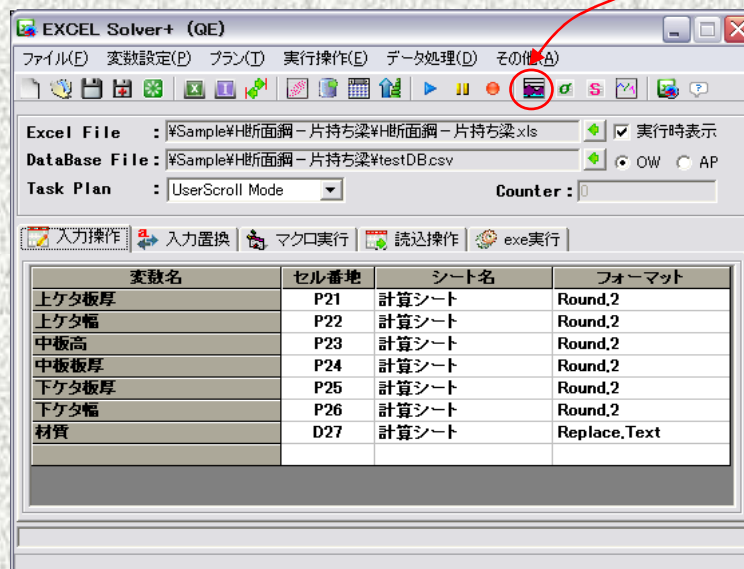 EXCEL Solver+ (QE)
ファイル(F) 変数設定(P) プラン(T) 実行操作(E) データ処理(D) その他(A)
Excel File : ¥Sample¥H断面鋼－片持ち梁¥H断面鋼－片持ち梁.xls 実行時表示
DataBase File : ¥Sample¥H断面鋼－片持ち梁¥testDB.csv OW AP
Task Plan : UserScroll Mode Counter : 0
入力操作 入力置換 マクロ実行 読込操作 exe実行
変数名 セル番地 シート名 フォーマット
上ケタ板厚 P21 計算シート Round,2
上ケタ幅 P22 計算シート Round,2
中板高 P23 計算シート Round,2
中板板厚 P24 計算シート Round,2
下ケタ板厚 P25 計算シート Round,2
下ケタ幅 P26 計算シート Round,2
材質 D27 計算シート Replace,Text